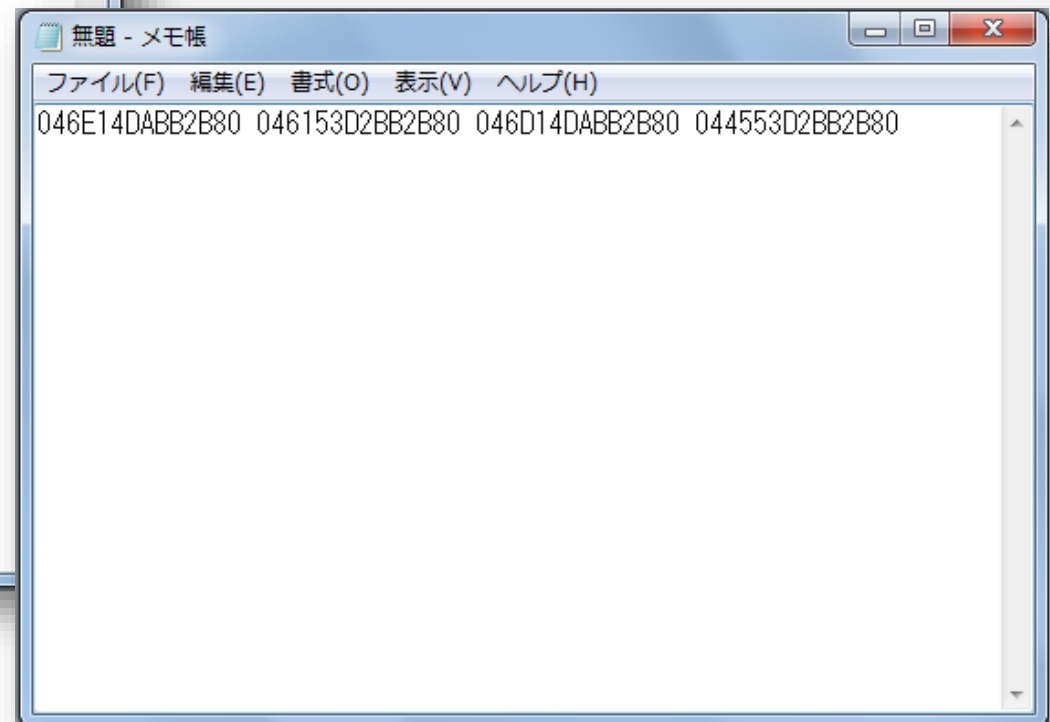 無題 - メモ帳
ファイル(F) 編集(E) 書式(O) 表示(V) ヘルプ(H)
046E14DABB2B80 046153D2BB2B80 046D14DABB2B80 044553D2BB2B80